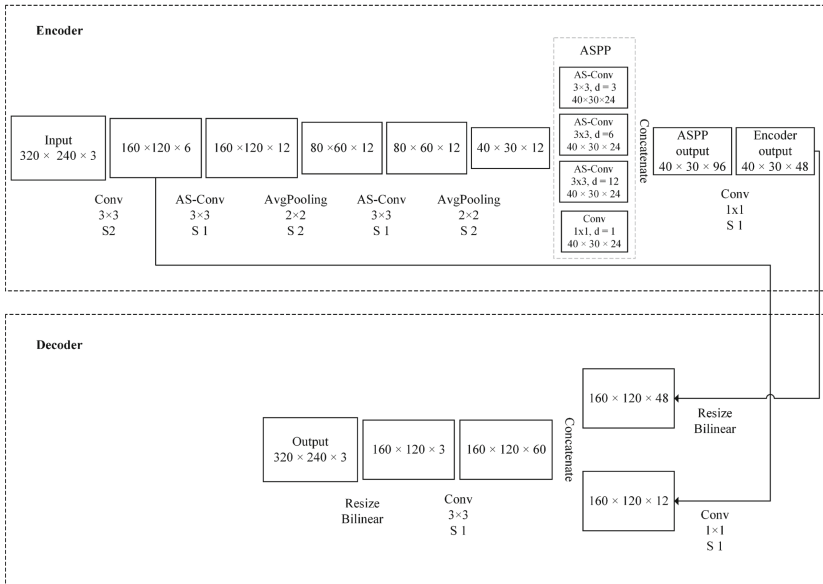 Encoder
Input
320 × 240 × 3
160 ×120 × 6
160 ×120 × 12
80 ×60 × 12
80 × 60 × 12
40 × 30 × 12
Conv
3×3
S2
AS-Conv
3×3
S 1
AvgPooling
2×2
S 2
AS-Conv
3×3
S 1
AvgPooling
2×2
S 2
ASPP
AS-Conv
3×3, d = 3
40×30×24
AS-Conv
3x3, d =6
40 × 30 × 24
AS-Conv
3x3, d = 12
40 × 30 × 24
Conv
1x1, d = 1
40 × 30 × 24
Concatenate
ASPP
output
40 × 30 × 96
Encoder
output
40 × 30 × 48
Conv
1x1
S 1
Decoder
Output
320 × 240 × 3
160 × 120 × 3
160 × 120 × 60
Resize
Bilinear
Conv
3×3
S 1
Concatenate
160 × 120 × 48
Resize
Bilinear
160 × 120 × 12
Conv
1×1
S 1